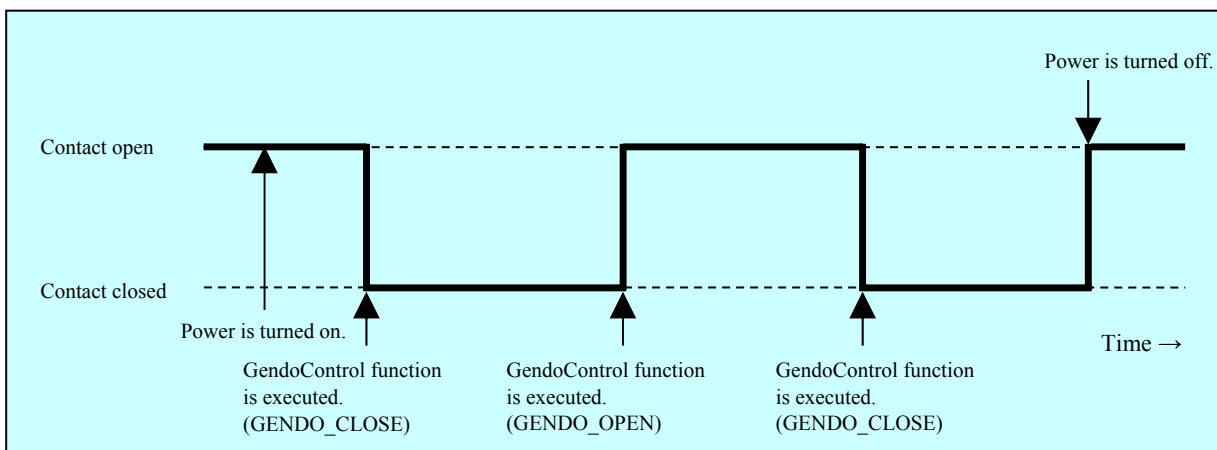 Power is turned off.
Contact open
Contact closed
Power is turned on.
Time →
GendoControl function
is executed.
(GENDO_CLOSE)
GendoControl function
is executed.
(GENDO_OPEN)
GendoControl function
is executed.
(GENDO_CLOSE)